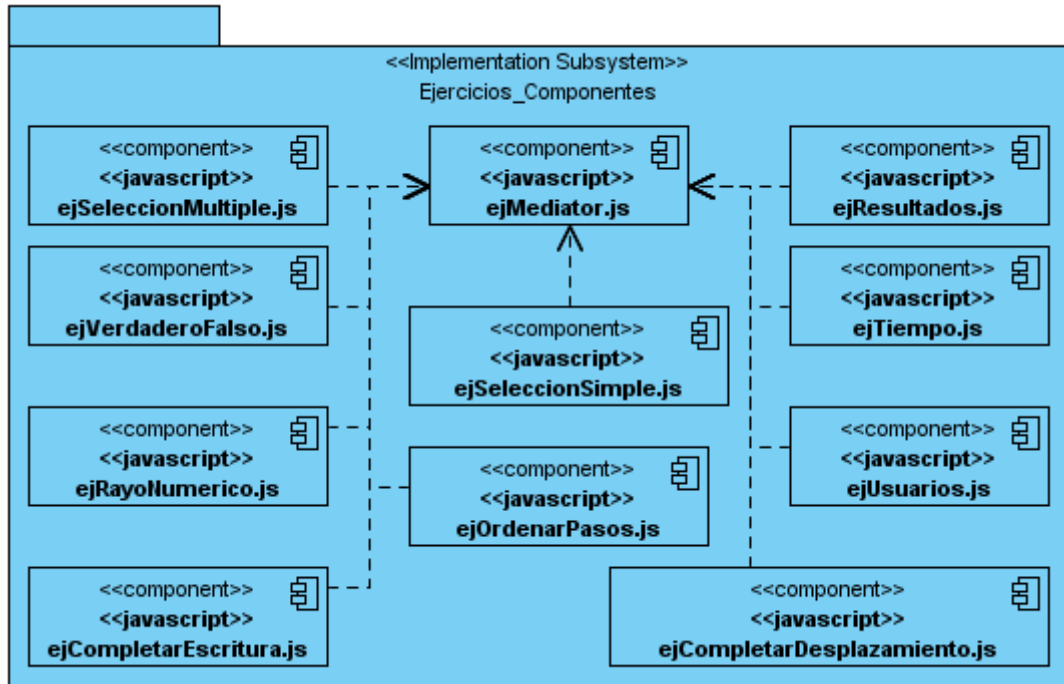 <<Implementation Subsystem>>
Ejercicios_Componentes
<<component>>
<<javascript>>
ejSeleccionMultiple.js
<<component>>
<<javascript>>
ejMediator.js
<<component>>
<<javascript>>
ejResultados.js
<<component>>
<<javascript>>
ejVerdaderoFalso.js
<<component>>
<<javascript>>
ejSeleccionSimple.js
<<component>>
<<javascript>>
ejTiempo.js
<<component>>
<<javascript>>
ejRayoNumerico.js
<<component>>
<<javascript>>
ejOrdenarPasos.js
<<component>>
<<javascript>>
ejUsuarios.js
<<component>>
<<javascript>>
ejCompletarEscritura.js
<<component>>
<<javascript>>
ejCompletarDesplazamiento.js